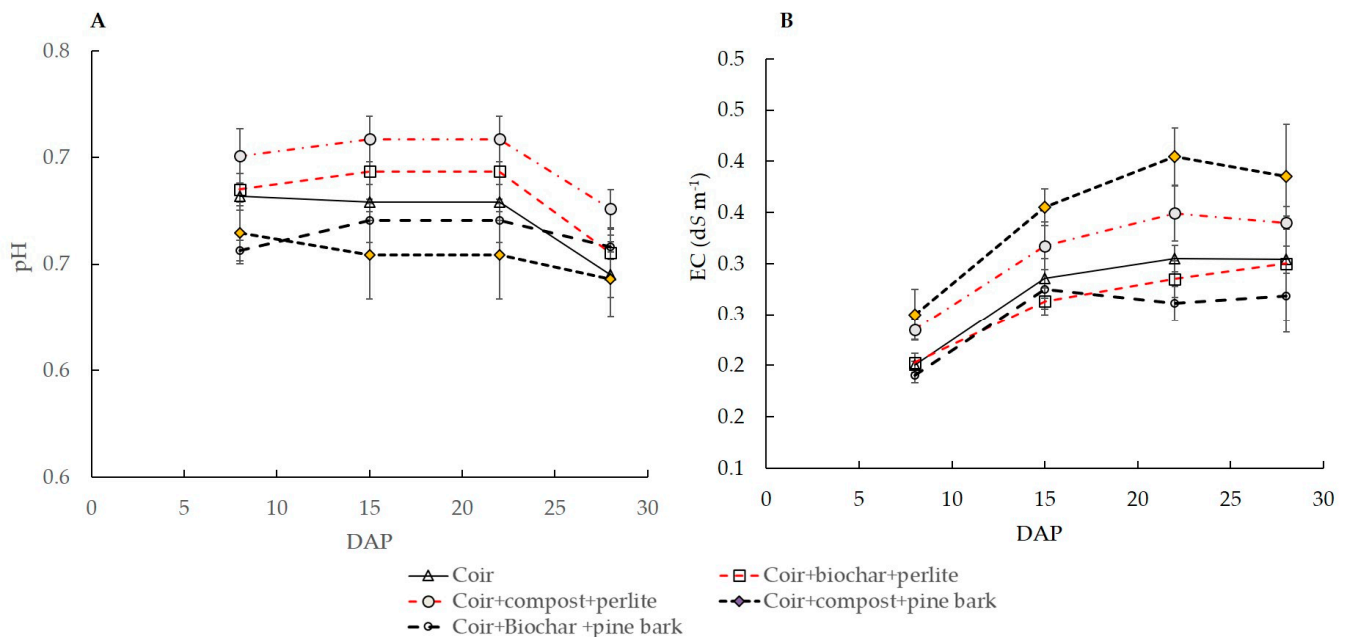 A
B
0.8
0.7
0.7
0.6
0.6
pH
0 5 10 15 20 25 30
DAP
0.5
0.5
0.4
0.4
0.3
0.3
0.2
0.2
0.1
EC (dS m⁻¹)
0 5 10 15 20 25 30
DAP
Coir
Coir+biochar+perlite
Coir+compost+perlite
Coir+compost+pine bark
Coir+Biochar +pine bark